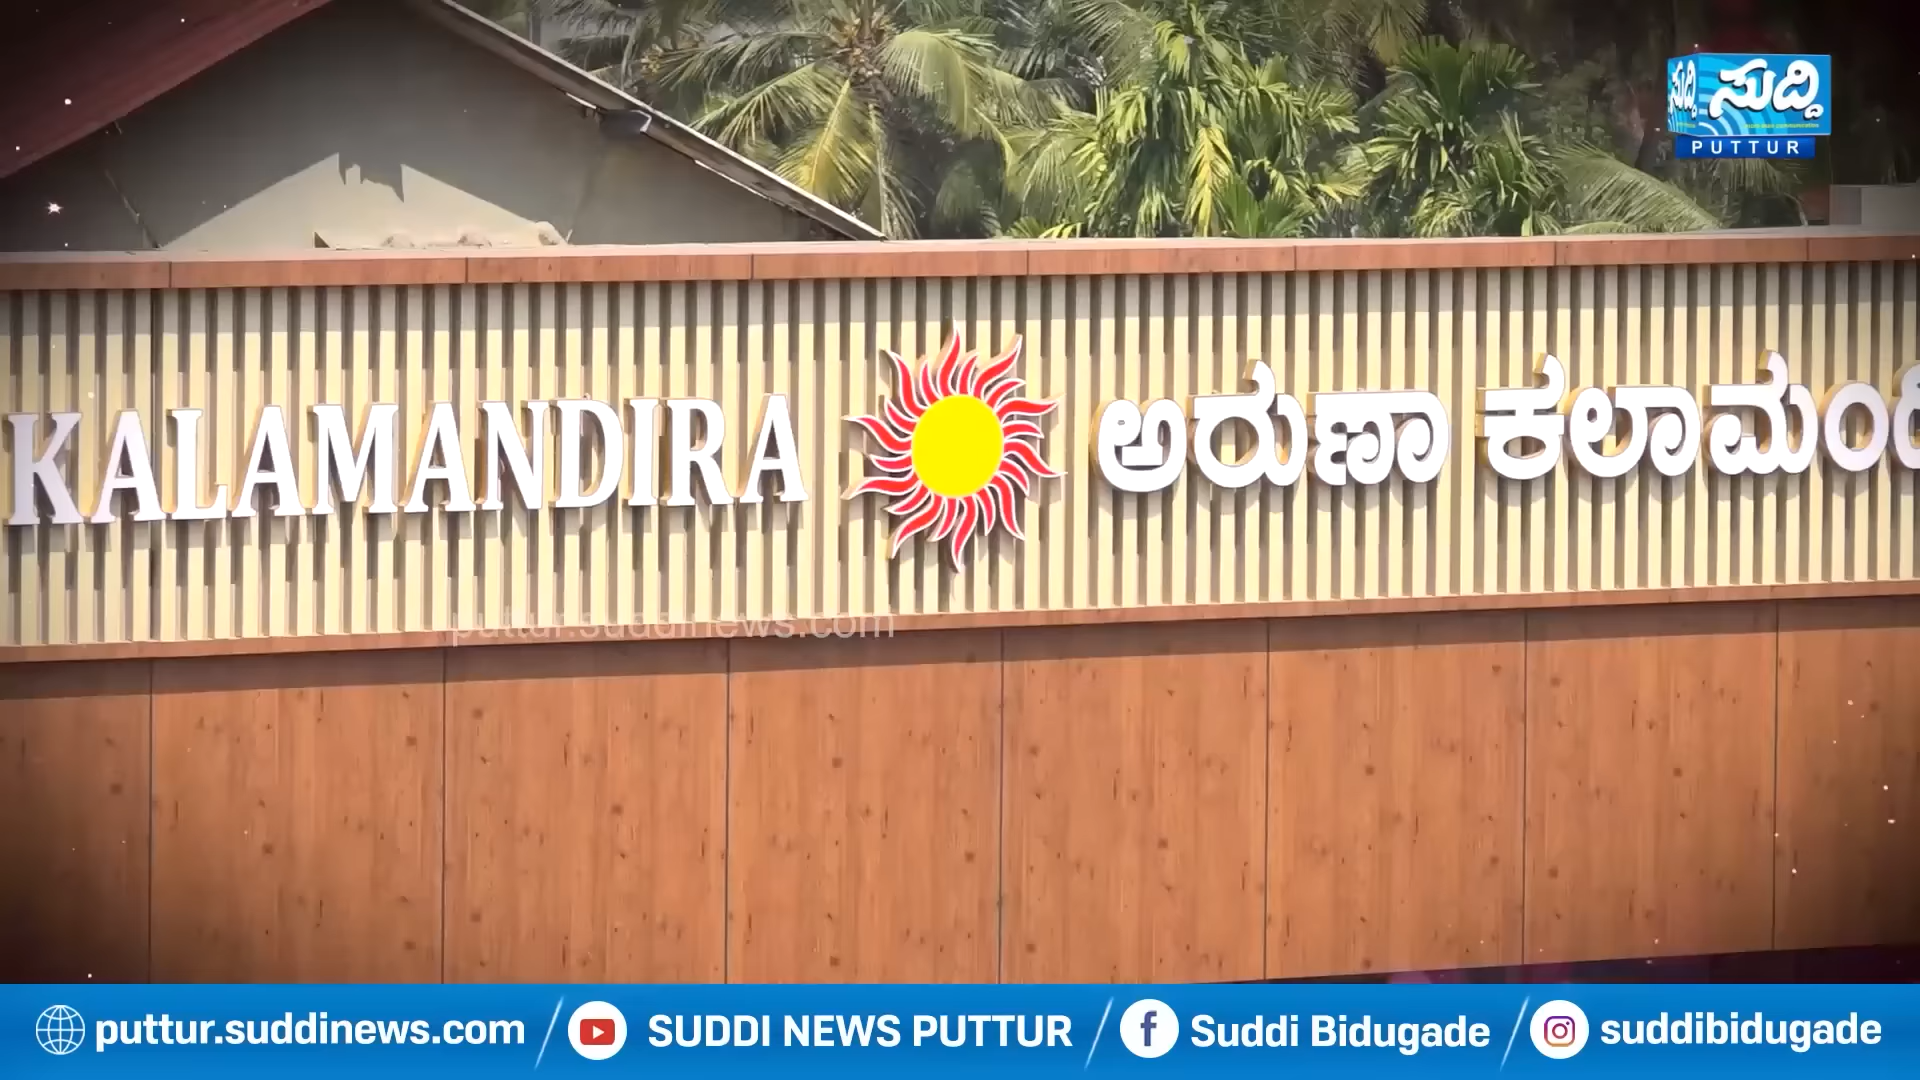 ಸುದ್ದಿ ಸುದ್ದಿ
PUTTUR
KALAMANDIRA ಅರುಣಾ ಕಲಾಮಂದಿ
puttur.suddinews.com
puttur.suddinews.com SUDDI NEWS PUTTUR Suddi Bidugade suddibidugade